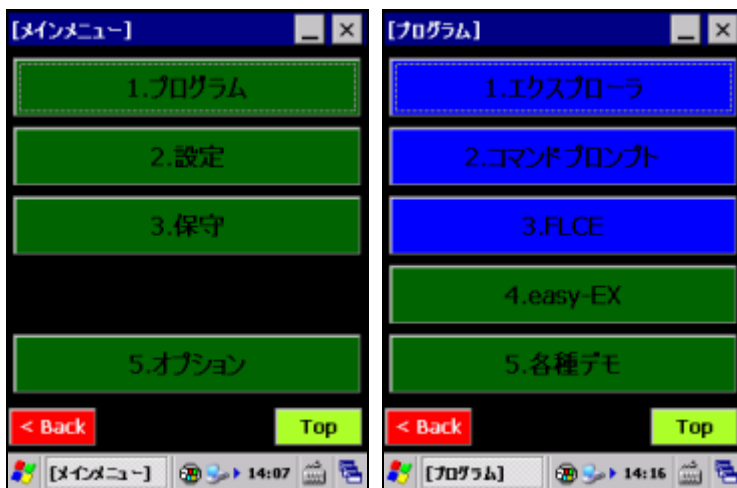 [メインメニュー]
1.プログラム
2.設定
3.保守
5.オプション
< Back
Top
[メインメニュー]
14:07
[プログラム]
1.エクスプローラ
2.コマンドプロンプト
3.FLCE
4.easy-EX
5.各種デモ
< Back
Top
[プログラム]
14:16